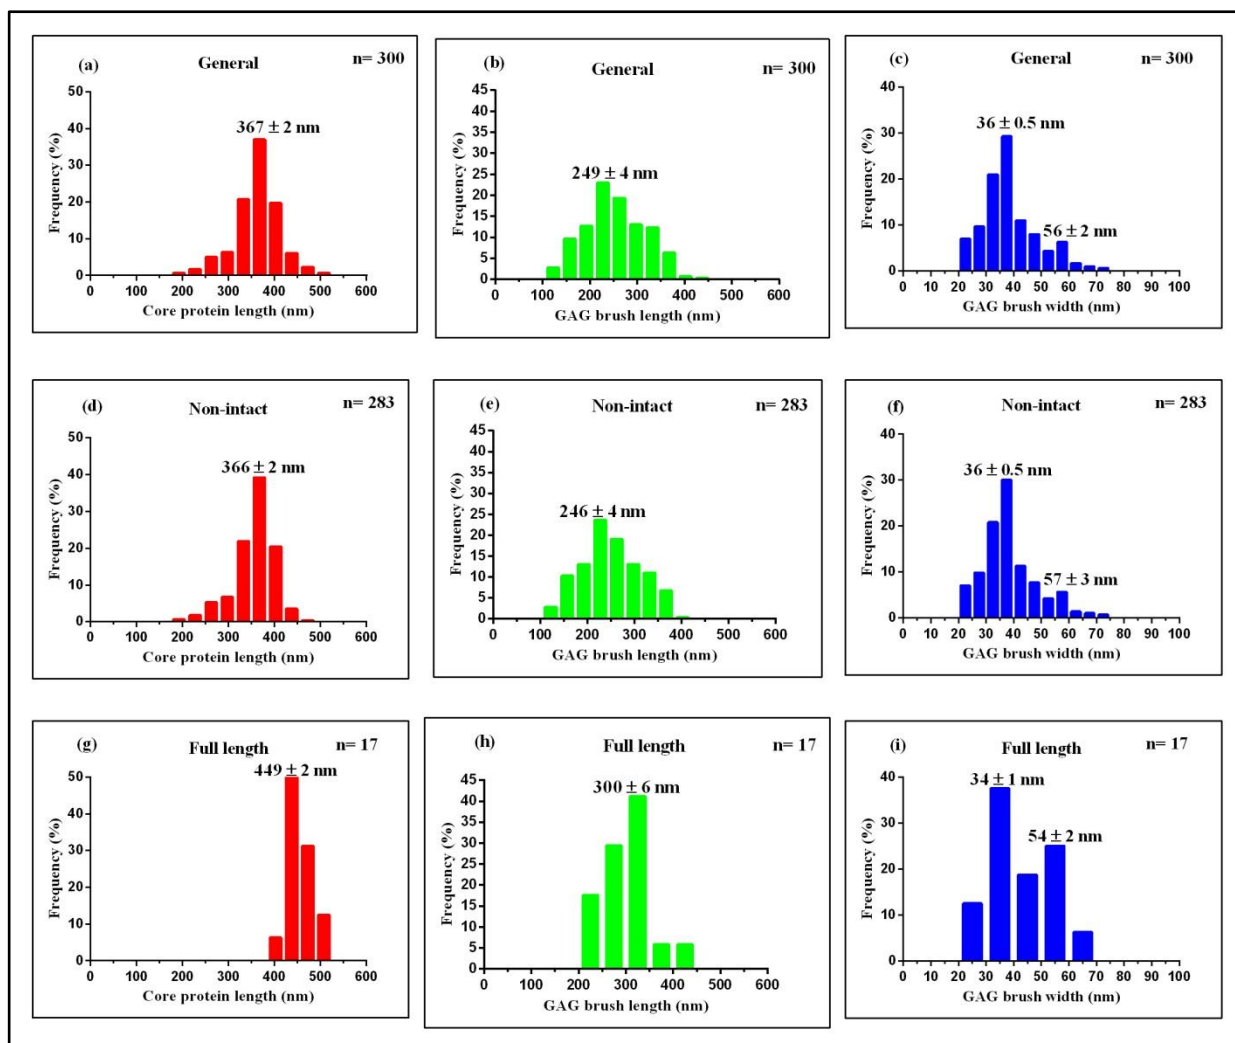 (a)
General
n= 300
367 ± 2 nm
Frequency (%)
50
40
30
20
10
0
0 100 200 300 400 500 600
Core protein length (nm)
(b)
General
n= 300
249 ± 4 nm
Frequency (%)
45
40
35
30
25
20
15
10
5
0
0 100 200 300 400 500 600
GAG brush length (nm)
(c)
General
n= 300
36 ± 0.5 nm
56 ± 2 nm
Frequency (%)
40
30
20
10
0
0 10 20 30 40 50 60 70 80 90 100
GAG brush width (nm)
(d)
Non-intact
n= 283
366 ± 2 nm
Frequency (%)
50
40
30
20
10
0
0 100 200 300 400 500 600
Core protein length (nm)
(e)
Non-intact
n= 283
246 ± 4 nm
Frequency (%)
45
40
35
30
25
20
15
10
5
0
0 100 200 300 400 500 600
GAG brush length (nm)
(f)
Non-intact
n= 283
36 ± 0.5 nm
57 ± 3 nm
Frequency (%)
40
30
20
10
0
0 10 20 30 40 50 60 70 80 90 100
GAG brush width (nm)
(g)
Full length
n= 17
449 ± 2 nm
Frequency (%)
50
40
30
20
10
0
0 100 200 300 400 500 600
Core protein length (nm)
(h)
Full length
n= 17
300 ± 6 nm
Frequency (%)
45
40
35
30
25
20
15
10
5
0
0 100 200 300 400 500 600
GAG brush length (nm)
(i)
Full length
n= 17
34 ± 1 nm
54 ± 2 nm
Frequency (%)
40
30
20
10
0
0 10 20 30 40 50 60 70 80 90 100
GAG brush width (nm)